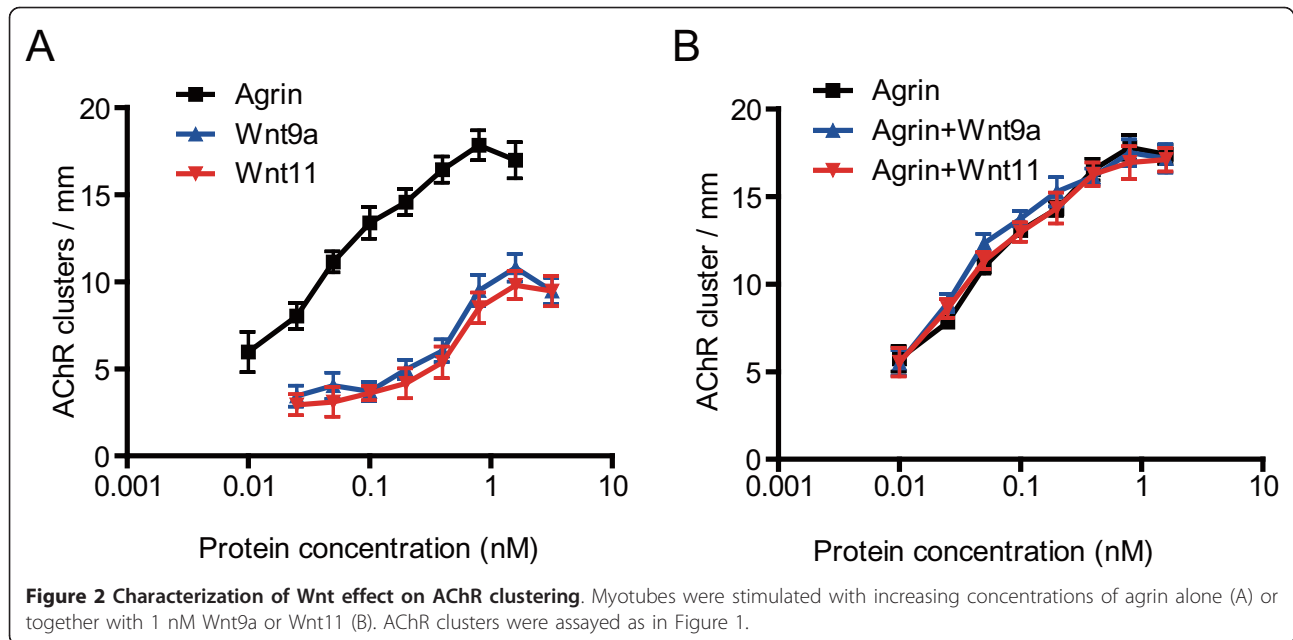 A
Agrin
Wnt9a
Wnt11
20
15
10
5
0
AChR clusters / mm
0.001 0.01 0.1 1 10
Protein concentration (nM)
B
Agrin
Agrin+Wnt9a
Agrin+Wnt11
20
15
10
5
0
AChR cluster / mm
0.001 0.01 0.1 1 10
Protein concentration (nM)
Figure 2 Characterization of Wnt effect on AChR clustering. Myotubes were stimulated with increasing concentrations of agrin alone (A) or
together with 1 nM Wnt9a or Wnt11 (B). AChR clusters were assayed as in Figure 1.